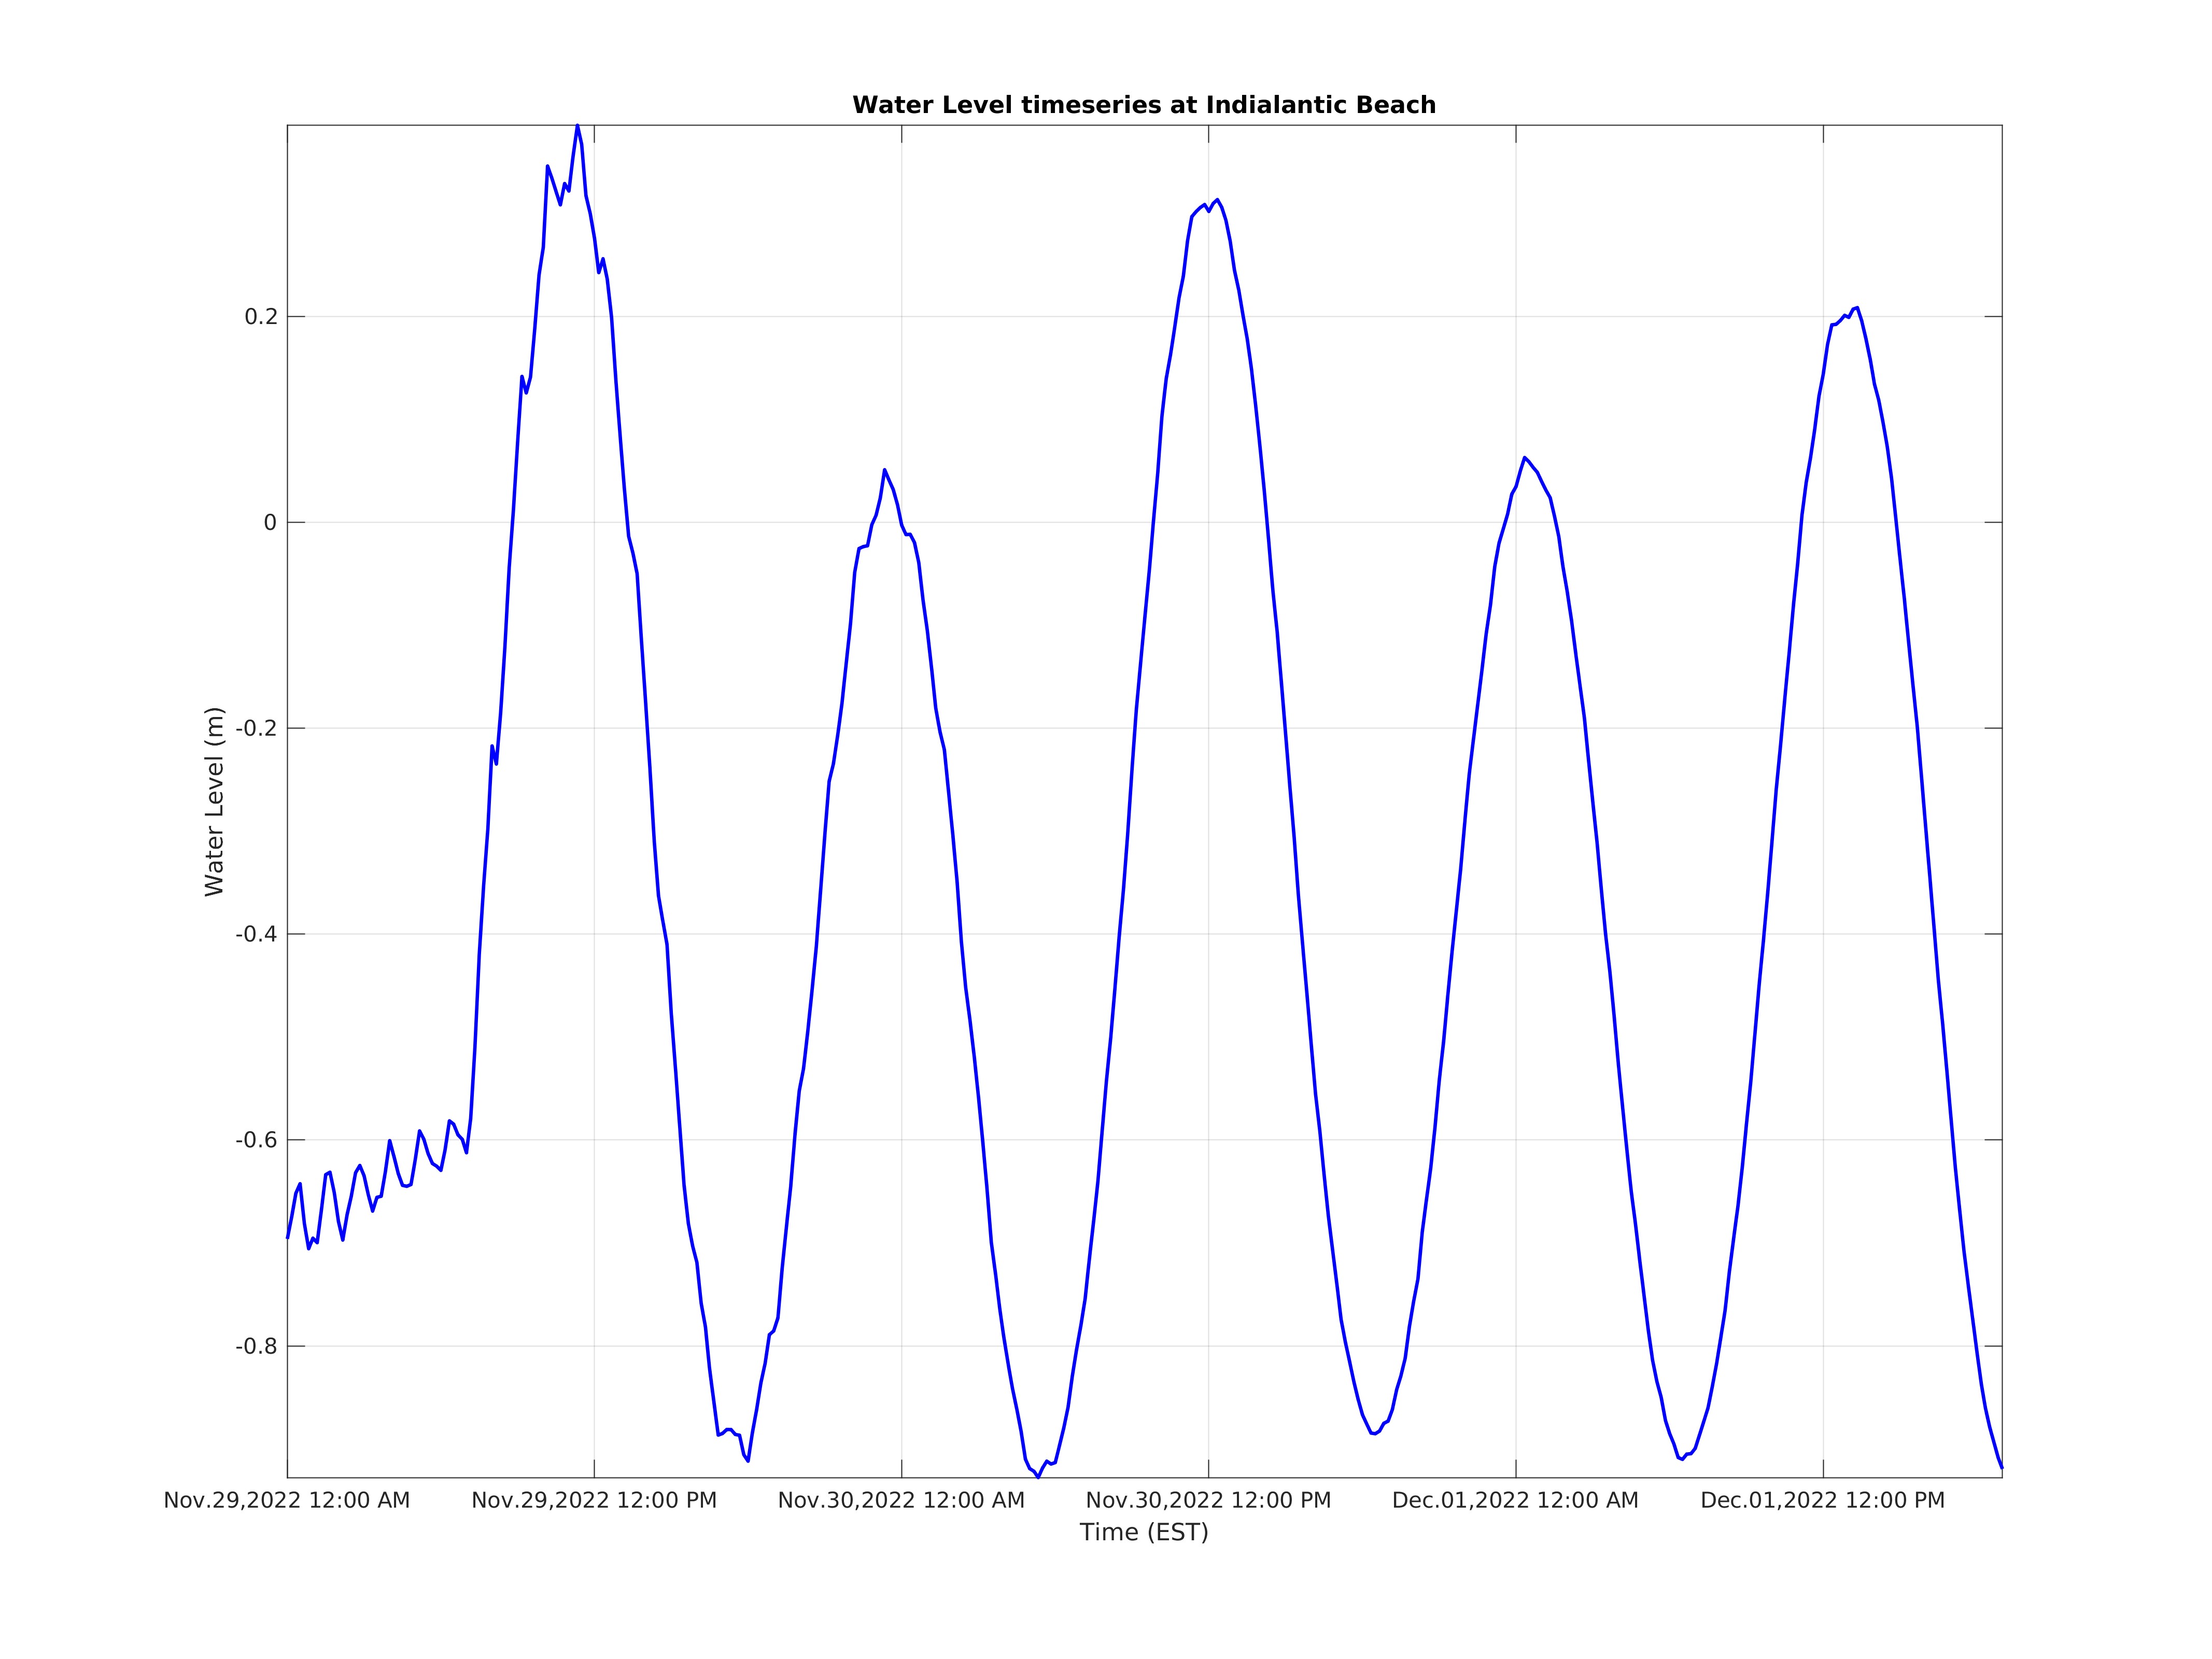 Water Level timeseries at Indialantic Beach
Water Level (m)
0.2
0
-0.2
-0.4
-0.6
-0.8
Nov.29,2022 12:00 AM
Nov.29,2022 12:00 PM
Nov.30,2022 12:00 AM
Nov.30,2022 12:00 PM
Dec.01,2022 12:00 AM
Dec.01,2022 12:00 PM
Time (EST)